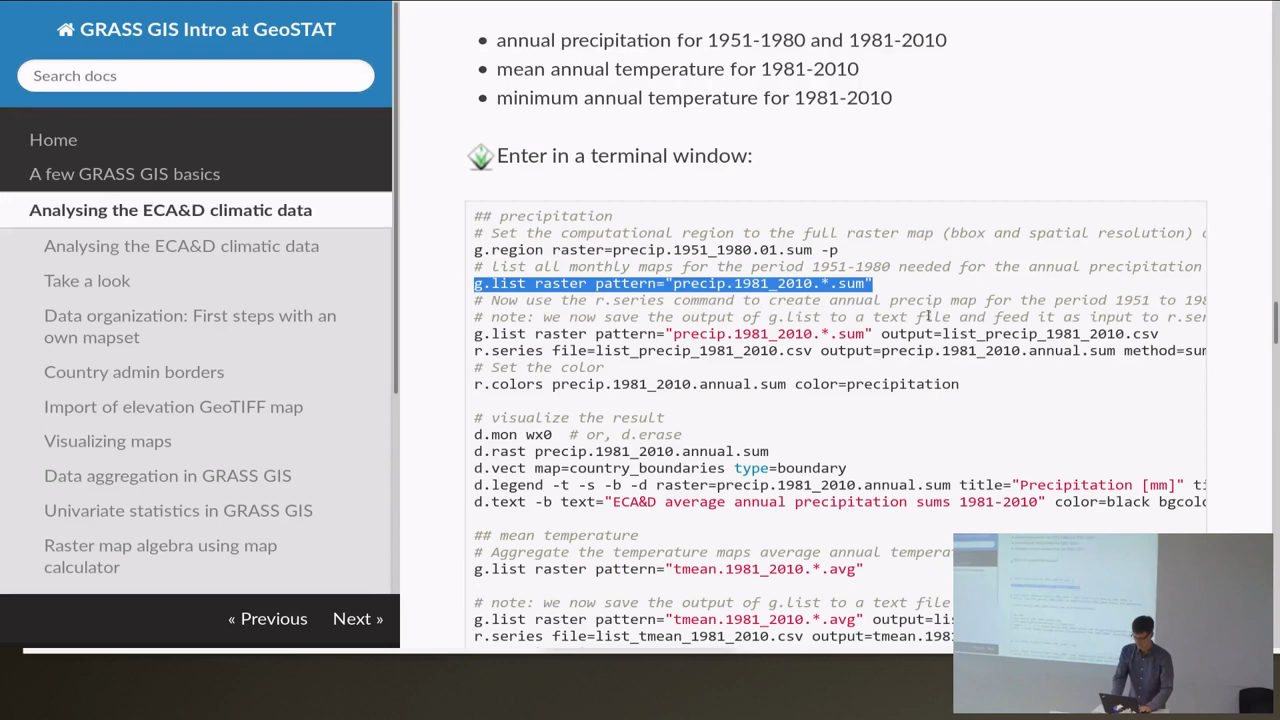 GRASS GIS Intro at GeoSTAT
Search docs
Home
A few GRASS GIS basics
Analysing the ECA&D climatic data
Analysing the ECA&D climatic data
Take a look
Data organization: First steps with an
own mapset
Country admin borders
Import of elevation GeoTIFF map
Visualizing maps
Data aggregation in GRASS GIS
Univariate statistics in GRASS GIS
Raster map algebra using map
calculator
« Previous
Next »
• annual precipitation for 1951-1980 and 1981-2010
• mean annual temperature for 1981-2010
• minimum annual temperature for 1981-2010
Enter in a terminal window:
## precipitation
# Set the computational region to the full raster map (bbox and spatial resolution)
g.region raster=precip.1951_1980.01.sum -p
# list all monthly maps for the period 1951-1980 needed for the annual precipitation
g.list raster pattern="precip.1981_2010.*.sum"
# Now use the r.series command to create annual precip map for the period 1951 to 198
# note: we now save the output of g.list to a text file and feed it as input to r.ser
g.list raster pattern="precip.1981_2010.*.sum" output=list_precip_1981_2010.csv
r.series file=list_precip_1981_2010.csv output=precip.1981_2010.annual.sum method=sum
# Set the color
r.colors precip.1981_2010.annual.sum color=precipitation
# visualize the result
d.mon wx0 # or, d.erase
d.rast precip.1981_2010.annual.sum
d.vect map=country_boundaries type=boundary
d.legend -t -s -b -d raster=precip.1981_2010.annual.sum title="Precipitation [mm]" ti
d.text -b text="ECA&D average annual precipitation sums 1981-2010" color=black bgcolo
## mean temperature
# Aggregate the temperature maps average annual tempera
g.list raster pattern="tmean.1981_2010.*.avg"
# note: we now save the output of g.list to a text file
g.list raster pattern="tmean.1981_2010.*.avg" output=lis
r.series file=list_tmean_1981_2010.csv output=tmean.198